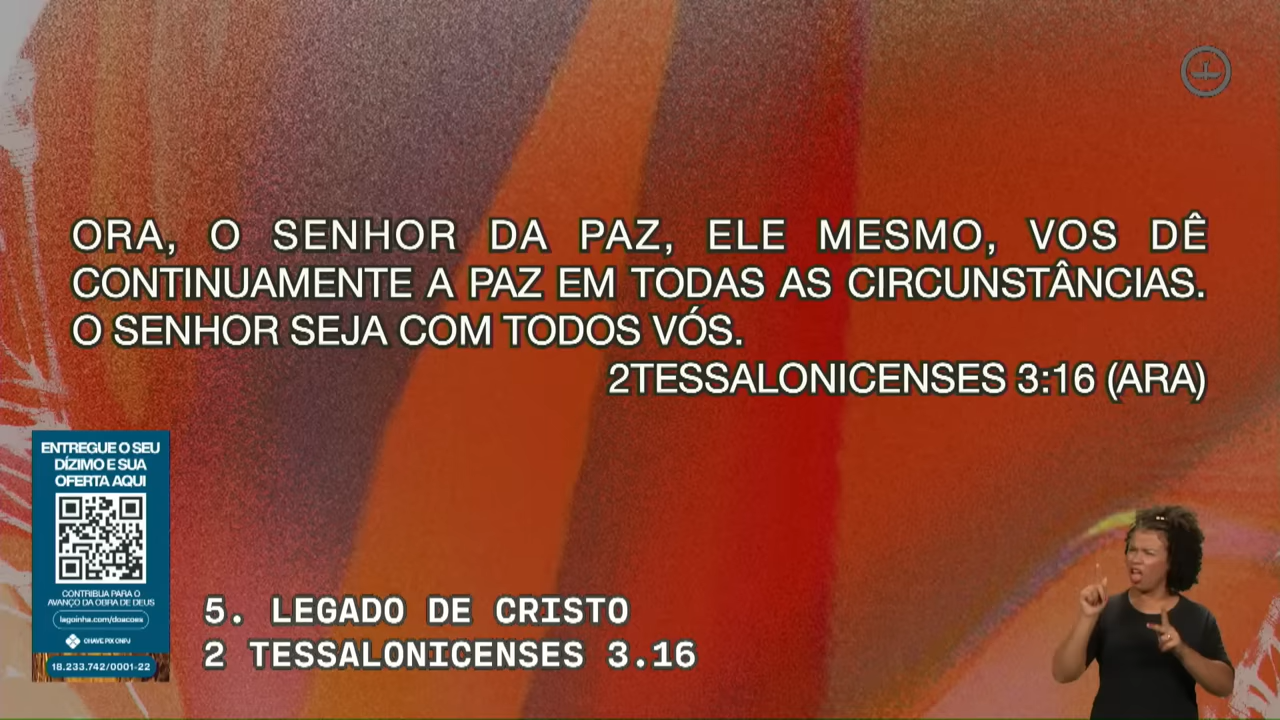 ORA, O SENHOR DA PAZ, ELE MESMO, VOS DÊ
CONTINUAMENTE A PAZ EM TODAS AS CIRCUNSTÂNCIAS.
O SENHOR SEJA COM TODOS VÓS.
2TESSALONICENSES 3:16 (ARA)
ENTREGUE O SEU
DÍZIMO E SUA
OFERTA AQUI
CONTRIBUA PARA O
AVANÇO DA OBRA DE DEUS
lagoinha.com/doacoes
CHAVE PIX CNPJ
18.233.742/0001-22
5. LEGADO DE CRISTO
2 TESSALONICENSES 3.16